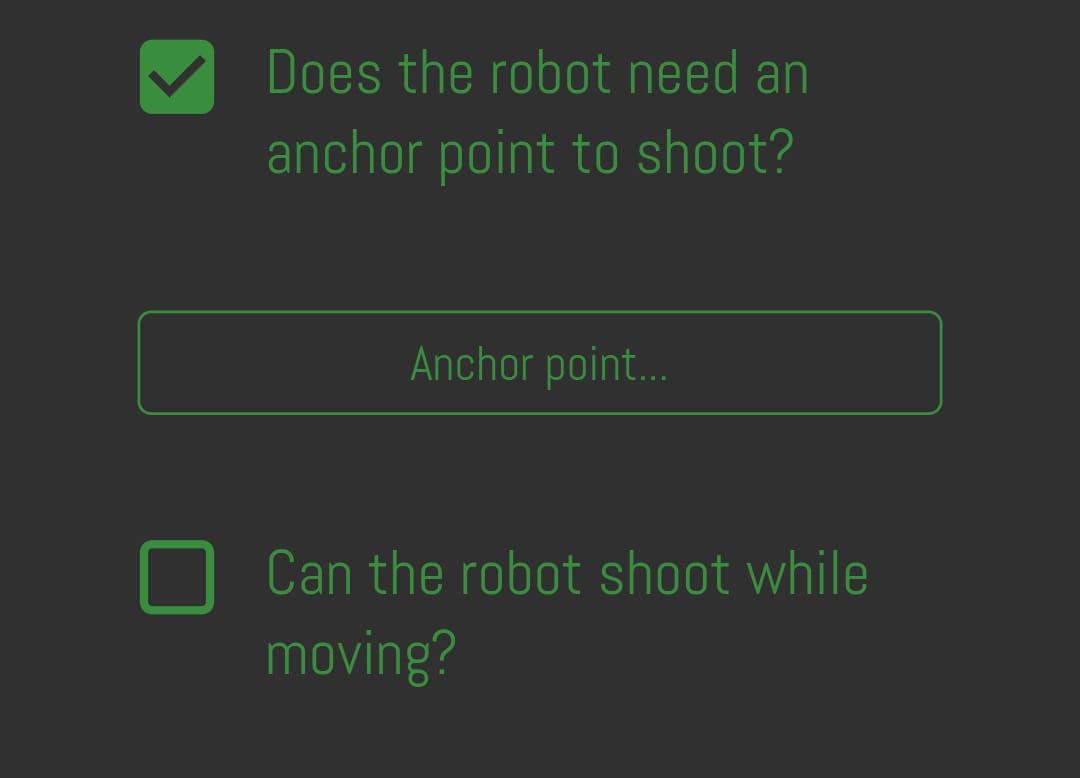 Does the robot need an
anchor point to shoot?
Anchor point...
Can the robot shoot while
moving?